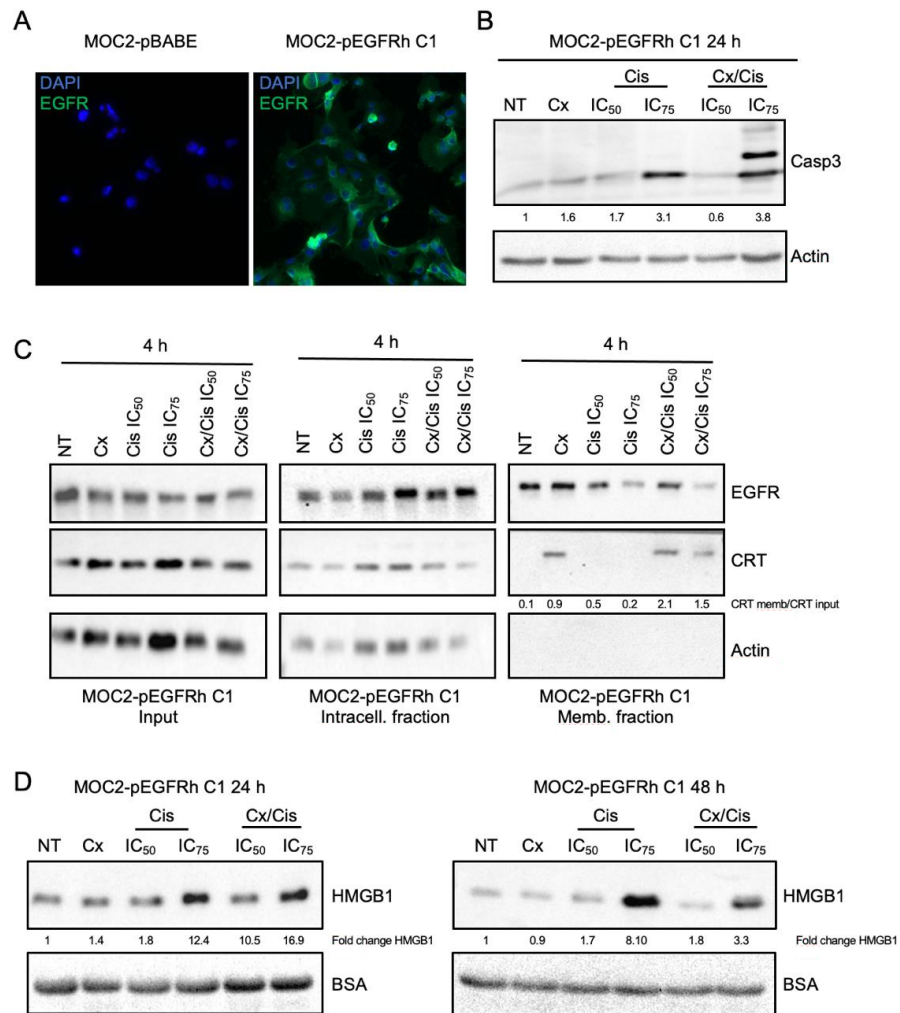 A
MOC2-pBABE
MOC2-pEGFRh C1
DAPI
EGFR
DAPI
EGFR
B
MOC2-pEGFRh C1 24 h
Cis
Cx/Cis
NT Cx IC50 IC75 IC50 IC75
Casp3
1 1.6 1.7 3.1 0.6 3.8
Actin
C
4 h
4 h
4 h
NT Cx Cis IC50 Cis IC75 Cx/Cis IC50 Cx/Cis IC75
NT Cx Cis IC50 Cis IC75 Cx/Cis IC50 Cx/Cis IC75
NT Cx Cis IC50 Cis IC75 Cx/Cis IC50 Cx/Cis IC75
EGFR
CRT
0.1 0.9 0.5 0.2 2.1 1.5 CRT memb/CRT input
Actin
MOC2-pEGFRh C1
Input
MOC2-pEGFRh C1
Intracell. fraction
MOC2-pEGFRh C1
Memb. fraction
D
MOC2-pEGFRh C1 24 h
Cis
Cx/Cis
NT Cx IC50 IC75 IC50 IC75
HMGB1
1 1.4 1.8 12.4 10.5 16.9 Fold change HMGB1
BSA
MOC2-pEGFRh C1 48 h
Cis
Cx/Cis
NT Cx IC50 IC75 IC50 IC75
HMGB1
1 0.9 1.7 8.10 1.8 3.3 Fold change HMGB1
BSA